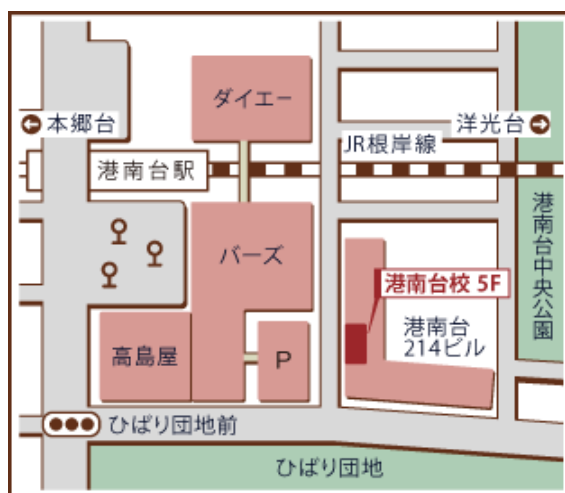 ダイエー
本郷台
洋光台
JR根岸線
港南台駅
港南台中央公園
バーズ
港南台校 5F
港南台
214ビル
高島屋
P
ひばり団地前
ひばり団地